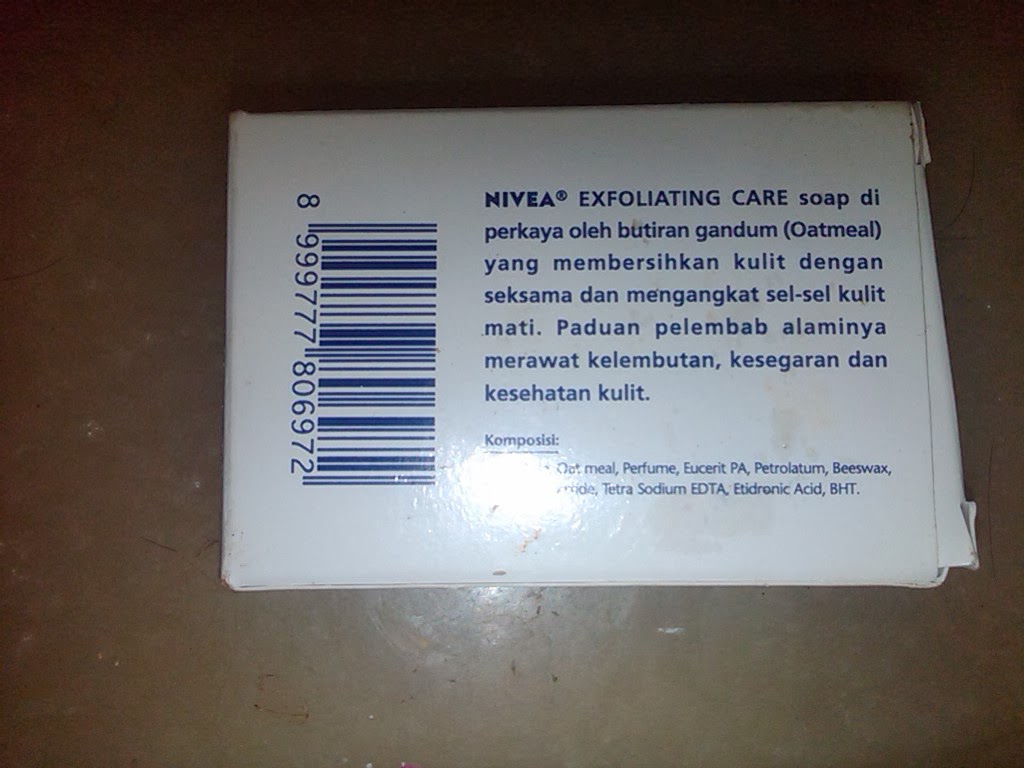 8 999777 806972
NIVEA® EXFOLIATING CARE soap di
perkaya oleh butiran gandum (Oatmeal)
yang membersihkan kulit dengan
seksama dan mengangkat sel-sel kulit
mati. Paduan pelembab alaminya
merawat kelembutan, kesegaran dan
kesehatan kulit.
Komposisi:
Oat meal, Perfume, Eucerit PA, Petrolatum, Beeswax,
Tetra Sodium EDTA, Etidronic Acid, BHT.